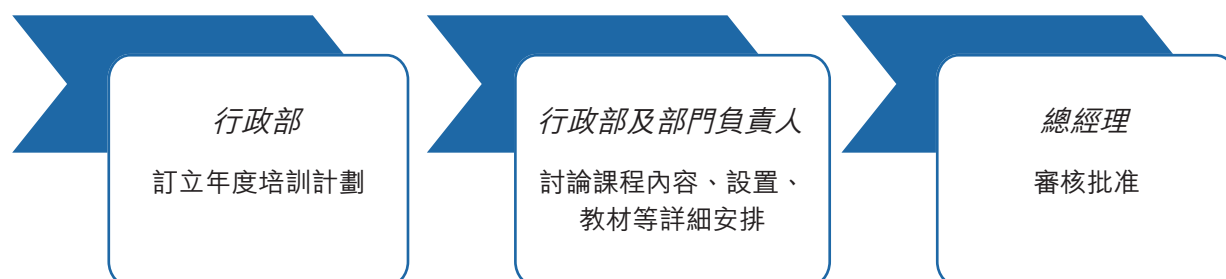 行政部
訂立年度培訓計劃
行政部及部門負責人
討論課程內容、設置、
教材等詳細安排
總經理
審核批准